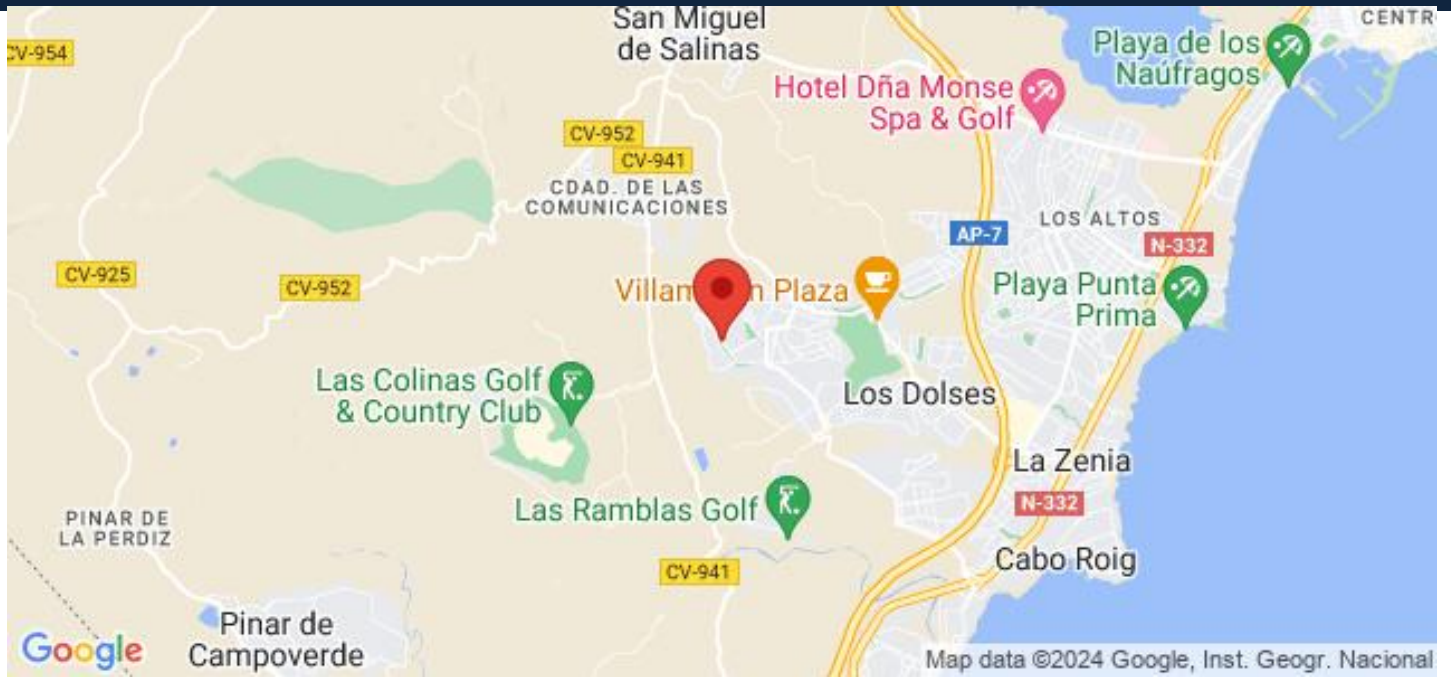 San Miguel
de Salinas
CENTR
CV-954
Playa de los
Naúfragos
Hotel Dña Monse
Spa & Golf
CV-952
CV-941
CDAD. DE LAS
COMUNICACIONES
LOS ALTOS
AP-7
N-332
CV-925
CV-952
Plaza
Playa Punta
Prima
Las Colinas Golf
& Country Club
Los Dolses
La Zenia
N-332
Las Ramblas Golf
PINAR DE
LA PERDIZ
Cabo Roig
CV-941
Pinar de
Campoverde
Google
Map data ©2024 Google, Inst. Geogr. Nacional